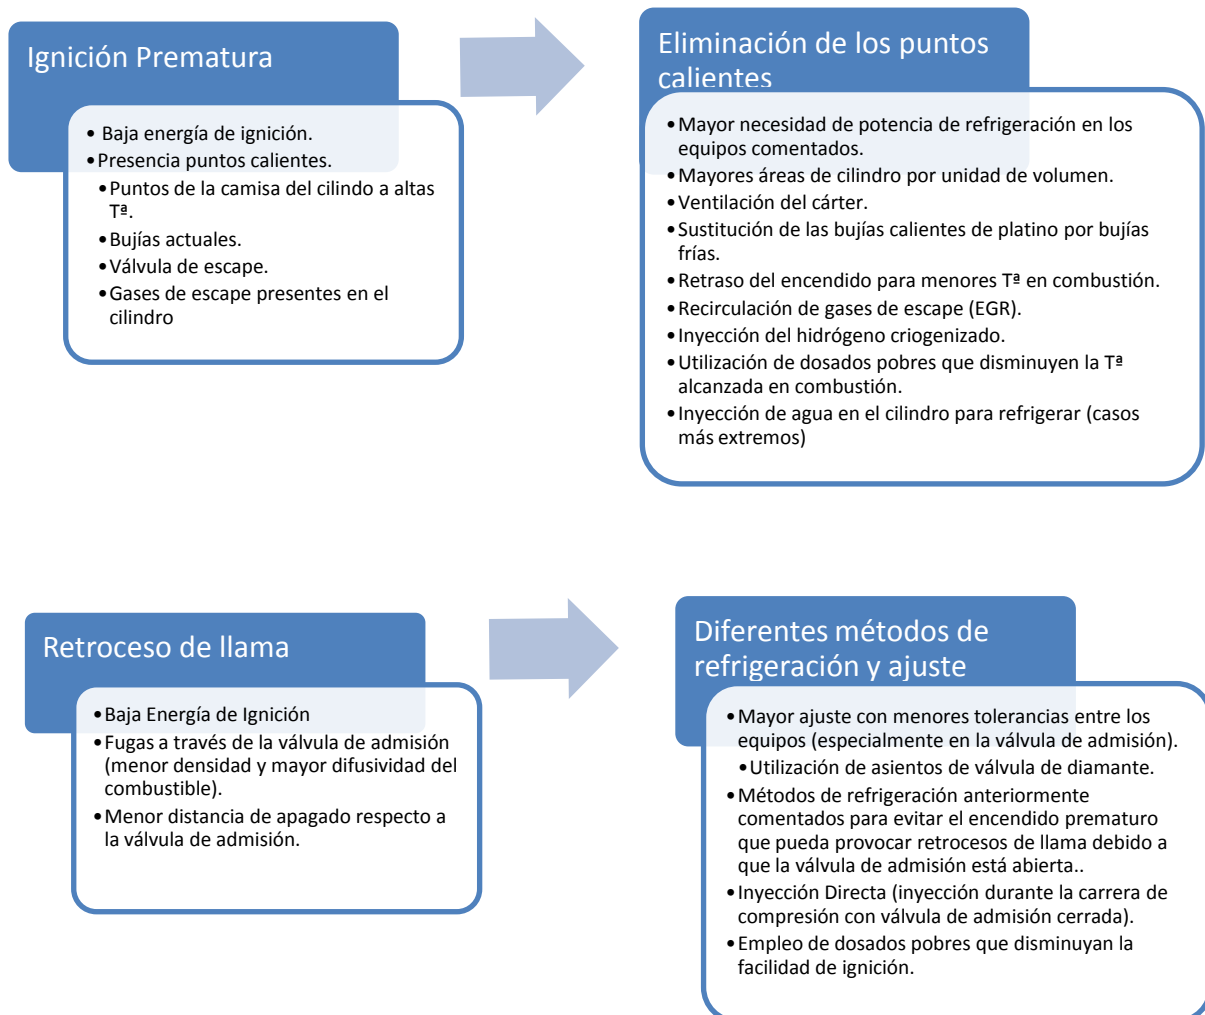 Ignición Prematura
• Baja energía de ignición.
•Presencia puntos calientes.
•Puntos de la camisa del cilindo a altas
Tª.
•Bujías actuales.
•Válvula de escape.
•Gases de escape presentes en el
cilindro
Eliminación de los puntos
calientes
•Mayor necesidad de potencia de refrigeración en los
equipos comentados.
•Mayores áreas de cilindro por unidad de volumen.
•Ventilación del cárter.
•Sustitución de las bujías calientes de platino por bujías
frías.
•Retraso del encendido para menores Tª en combustión.
•Recirculación de gases de escape (EGR).
•Inyección del hidrógeno criogenizado.
•Utilización de dosados pobres que disminuyen la Tª
alcanzada en combustión.
•Inyección de agua en el cilindro para refrigerar (casos
más extremos)
Retroceso de llama
•Baja Energía de Ignición
•Fugas a través de la válvula de admisión
(menor densidad y mayor difusividad del
combustible).
•Menor distancia de apagado respecto a
la válvula de admisión.
Diferentes métodos de
refrigeración y ajuste
•Mayor ajuste con menores tolerancias entre los
equipos (especialmente en la válvula de admisión).
•Utilización de asientos de válvula de diamante.
•Métodos de refrigeración anteriormente
comentados para evitar el encendido prematuro
que pueda provocar retrocesos de llama debido a
que la válvula de admisión está abierta..
•Inyección Directa (inyección durante la carrera de
compresión con válvula de admisión cerrada).
•Empleo de dosados pobres que disminuyan la
facilidad de ignición.